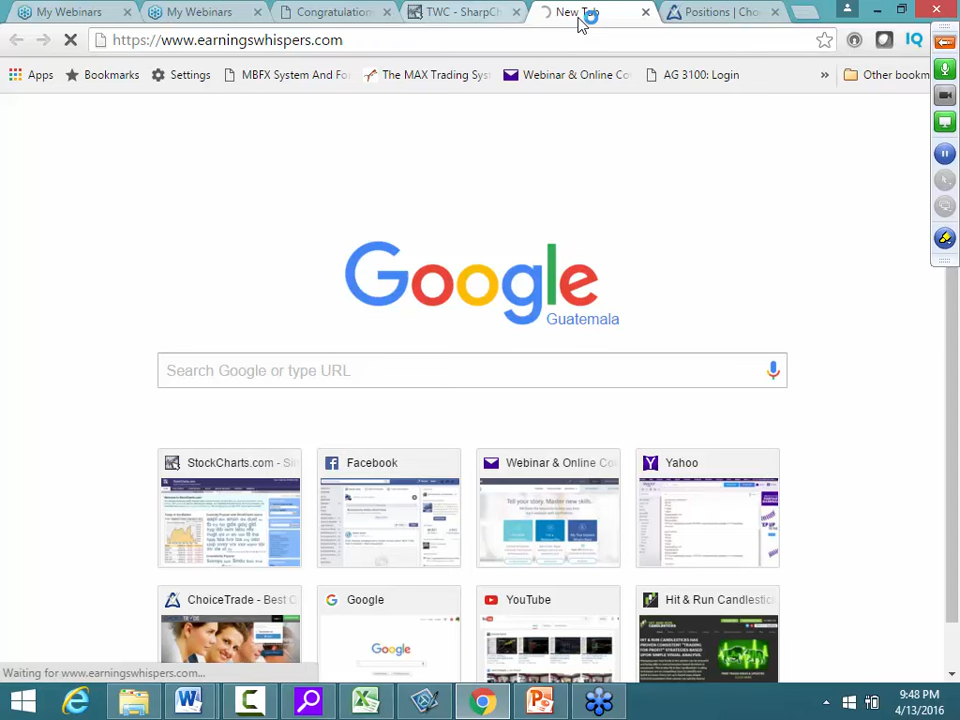 My Webinars
My Webinars
Congratulation
TWC - SharpCh
New Tab
Positions | Cho
https://www.earningswhispers.com
IQ
Apps
Bookmarks
Settings
MBFX System And Fo
The MAX Trading Sys
Webinar & Online Co
AG 3100: Login
»
Other bookm
Google
Guatemala
Search Google or type URL
StockCharts.com - Si
Facebook
Webinar & Online Co
Yahoo
ChoiceTrade - Best O
Google
YouTube
Hit & Run Candlestics
Waiting for www.earningswhispers.com...
9:48 PM
4/13/2016